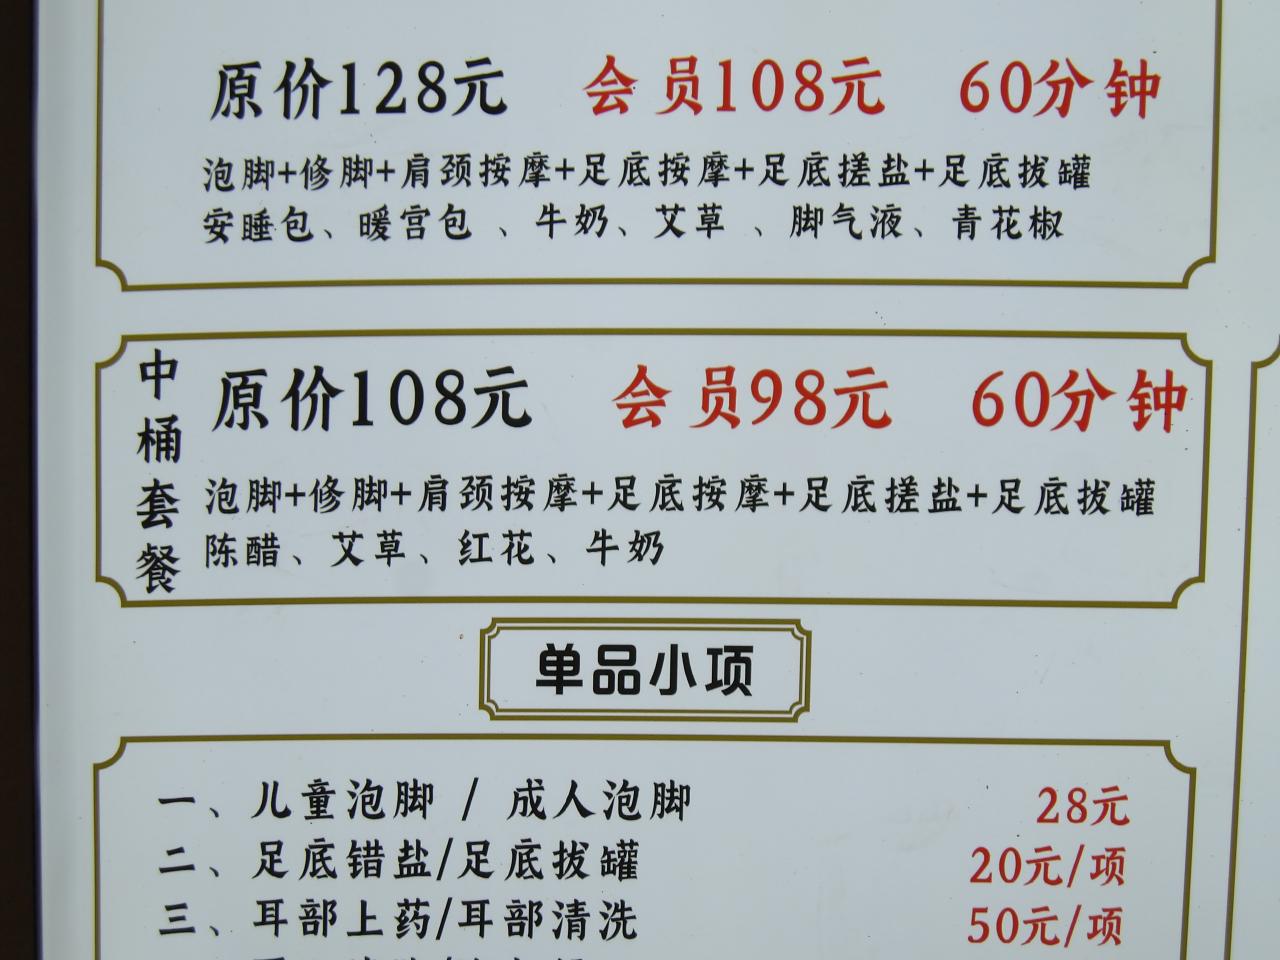 原价128元 会员108元 60分钟
泡脚+修脚+肩颈按摩+足底按摩+足底搓盐+足底拔罐
安睡包、暖宫包、牛奶、艾草、脚气液、青花椒
中桶套餐
原价108元 会员98元 60分钟
泡脚+修脚+肩颈按摩+足底按摩+足底搓盐+足底拔罐
陈醋、艾草、红花、牛奶
单品小项
一、儿童泡脚 / 成人泡脚 28元
二、足底错盐/足底拔罐 20元/项
三、耳部上药/耳部清洗 50元/项